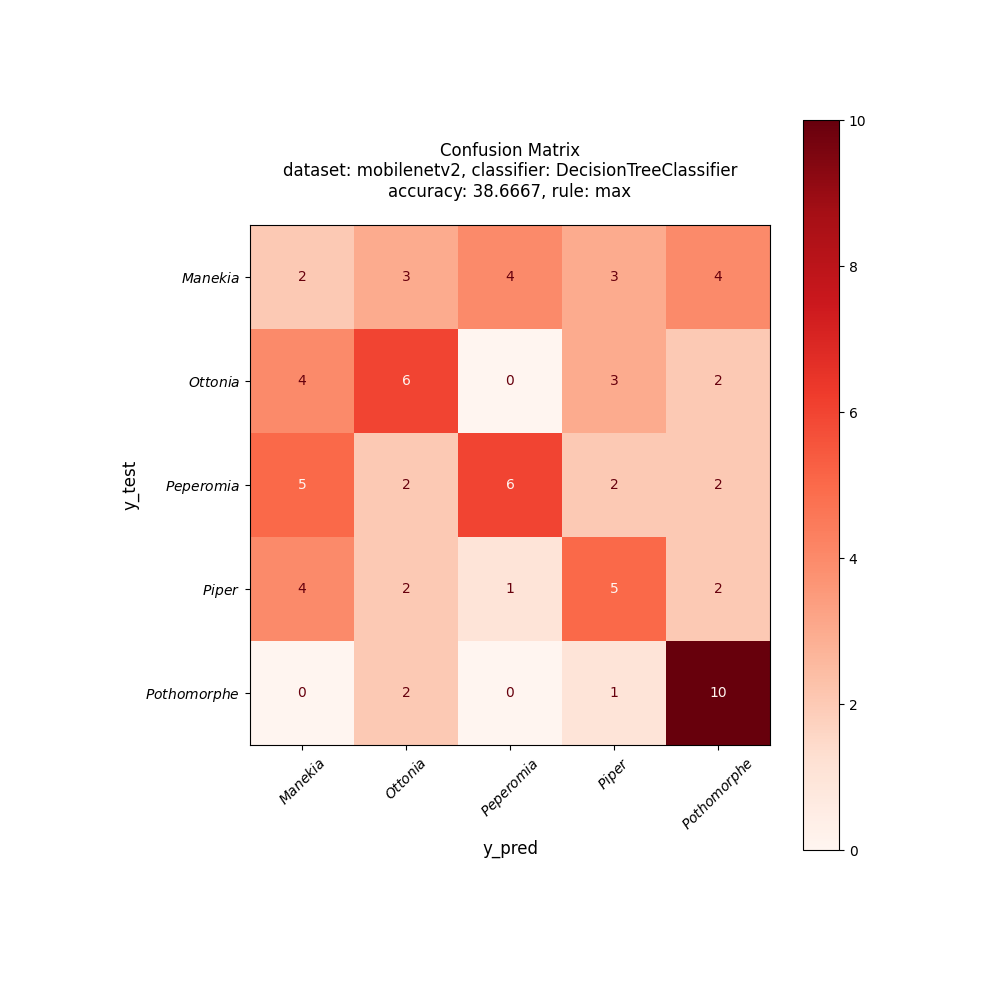 Confusion Matrix
dataset: mobilenetv2, classifier: DecisionTreeClassifier
accuracy: 38.6667, rule: max
Manekia 2 3 4 3 4
Ottonia 4 6 0 3 2
Peperomia 5 2 6 2 2
Piper 4 2 1 5 2
Pothomorphe 0 2 0 1 10
Manekia Ottonia Peperomia Piper Pothomorphe
y_pred
y_test
10
8
6
4
2
0